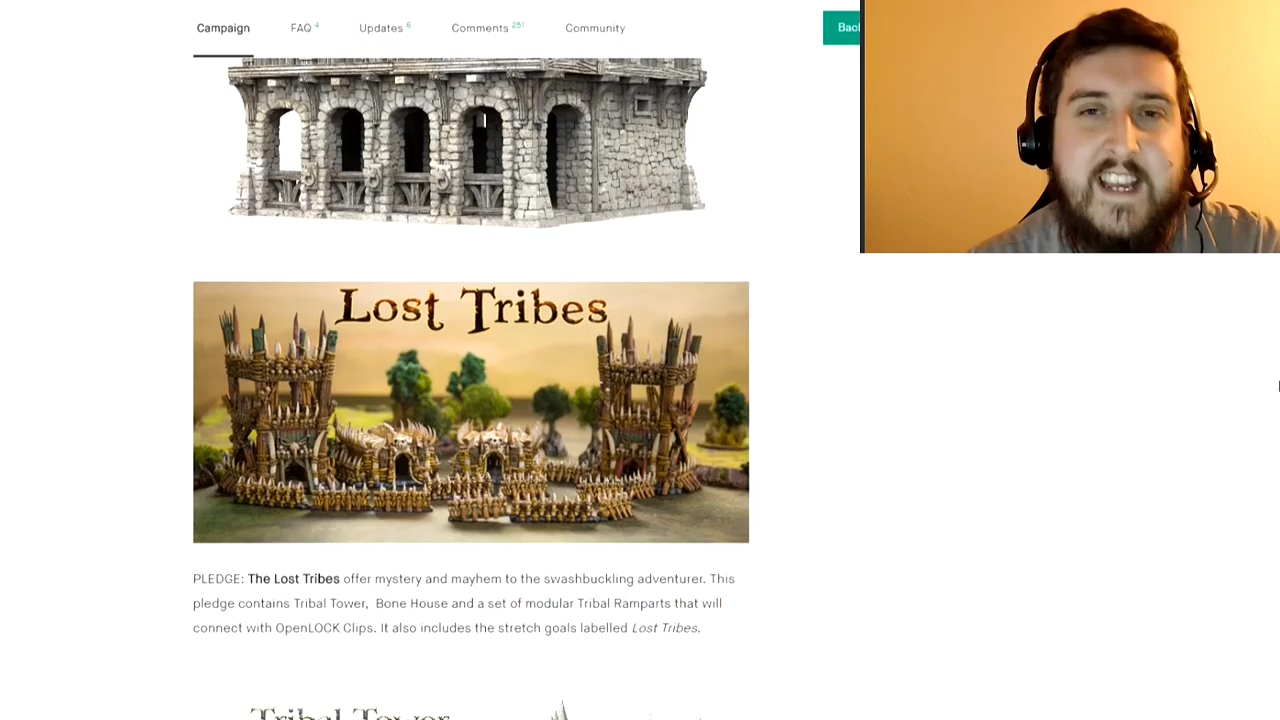 Campaign FAQ 4 Updates 6 Comments 251 Community
Lost Tribes
PLEDGE: The Lost Tribes offer mystery and mayhem to the swashbuckling adventurer. This
pledge contains Tribal Tower, Bone House and a set of modular Tribal Ramparts that will
connect with OpenLOCK Clips. It also includes the stretch goals labelled Lost Tribes.
Tribal Tower